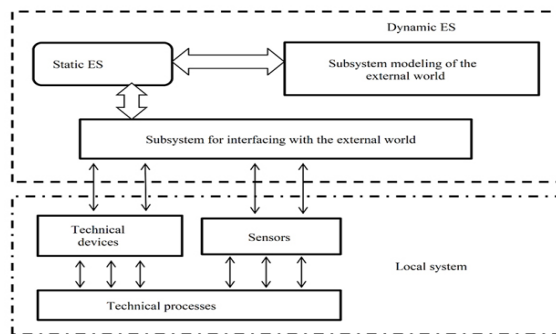 Dynamic ES
Static ES
Subsystem modeling of the
external world
Subsystem for interfacing with the external world
Technical
devices
Sensors
Local system
Technical processes